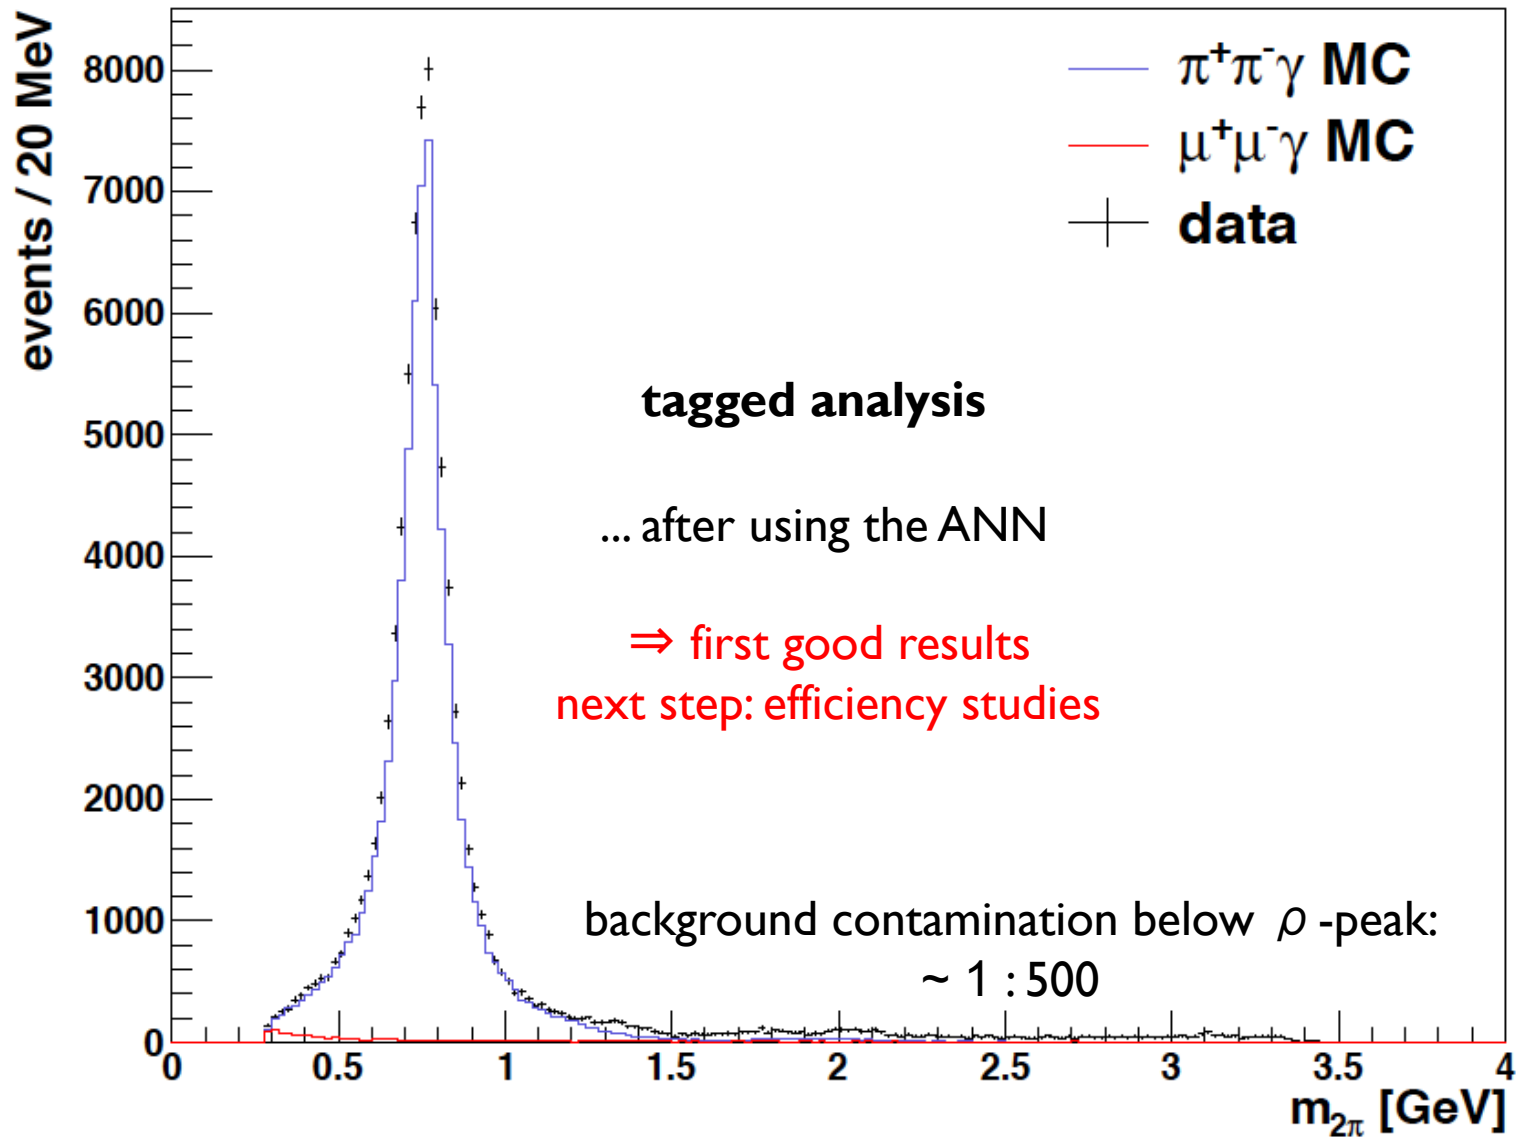 events / 20 MeV
8000
7000
6000
5000
4000
3000
2000
1000
0
π⁺π⁻γ MC
μ⁺μ⁻γ MC
data
tagged analysis
... after using the ANN
⇒ first good results
next step: efficiency studies
background contamination below ρ -peak:
~ 1 : 500
0 0.5 1 1.5 2 2.5 3 3.5 4
m₂π [GeV]